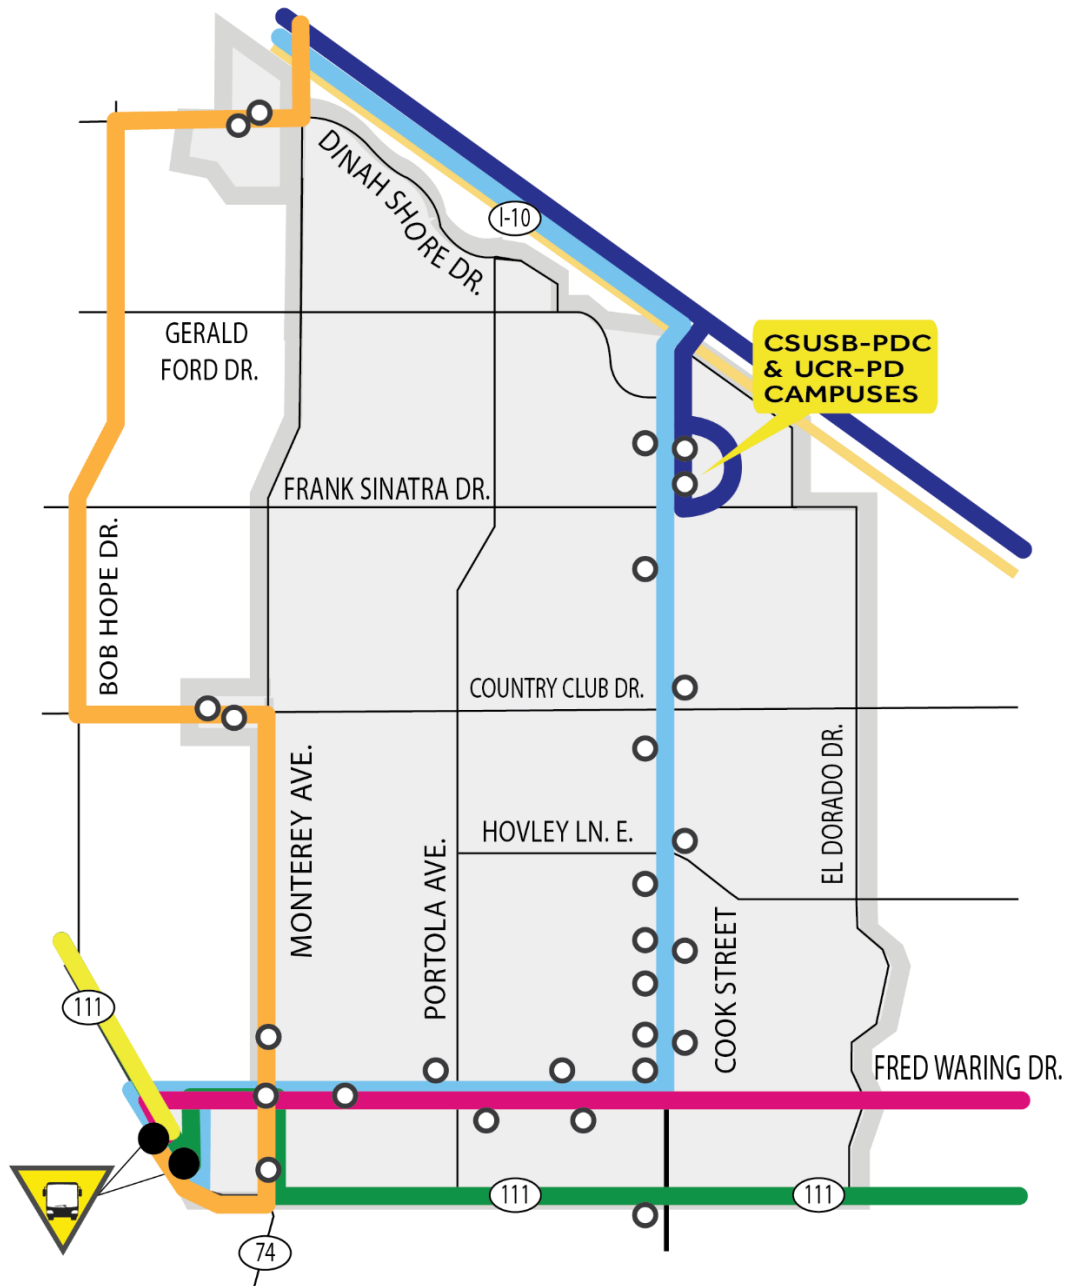 DINAH SHORE DR.
I-10
GERALD
FORD DR.
CSUSB-PDC
& UCR-PD
CAMPUSES
FRANK SINATRA DR.
BOB HOPE DR.
COUNTRY CLUB DR.
MONTEREY AVE.
EL DORADO DR.
HOVLEY LN. E.
PORTOLA AVE.
COOK STREET
111
FRED WARING DR.
111
111
74